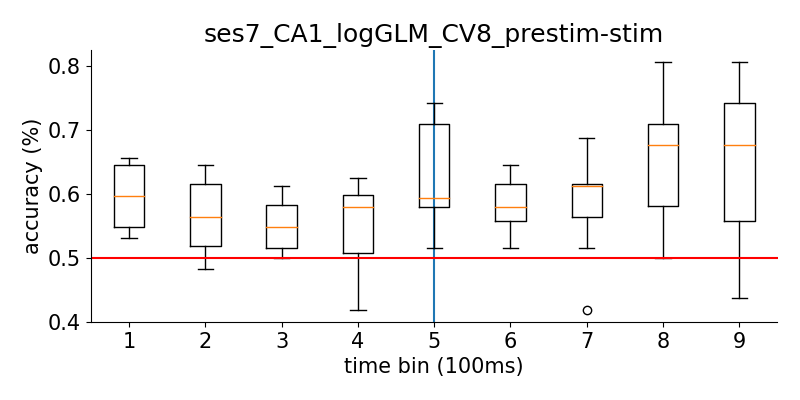 ses7_CA1_logGLM_CV8_prestim-stim
accuracy (%)
0.8
0.7
0.6
0.5
0.4
1 2 3 4 5 6 7 8 9
time bin (100ms)